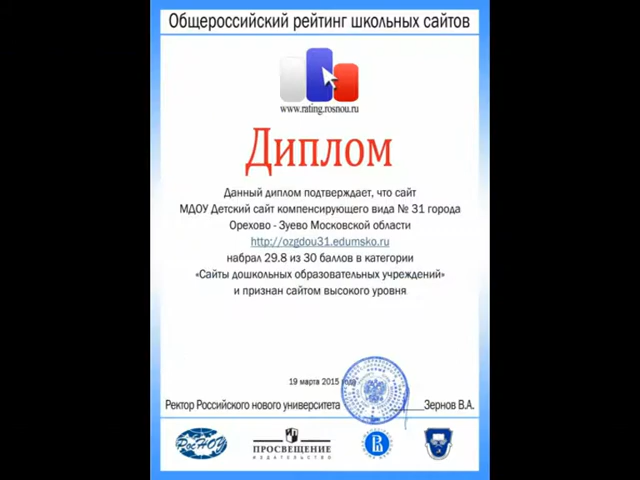 Общероссийский рейтинг школьных сайтов
www.rating.rosnou.ru
Диплом
Данный диплом подтверждает, что сайт
МДОУ Детский сайт компенсирующего вида № 31 города
Орехово - Зуево Московской области
http://ozgdou31.edumsko.ru
набрал 29.8 из 30 баллов в категории
«Сайты дошкольных образовательных учреждений»
и признан сайтом высокого уровня
19 марта 2015 года
Ректор Российского нового университета Зернов В.А.
РосНОУ
ПРОСВЕЩЕНИЕ
ИЗДАТЕЛЬСТВО